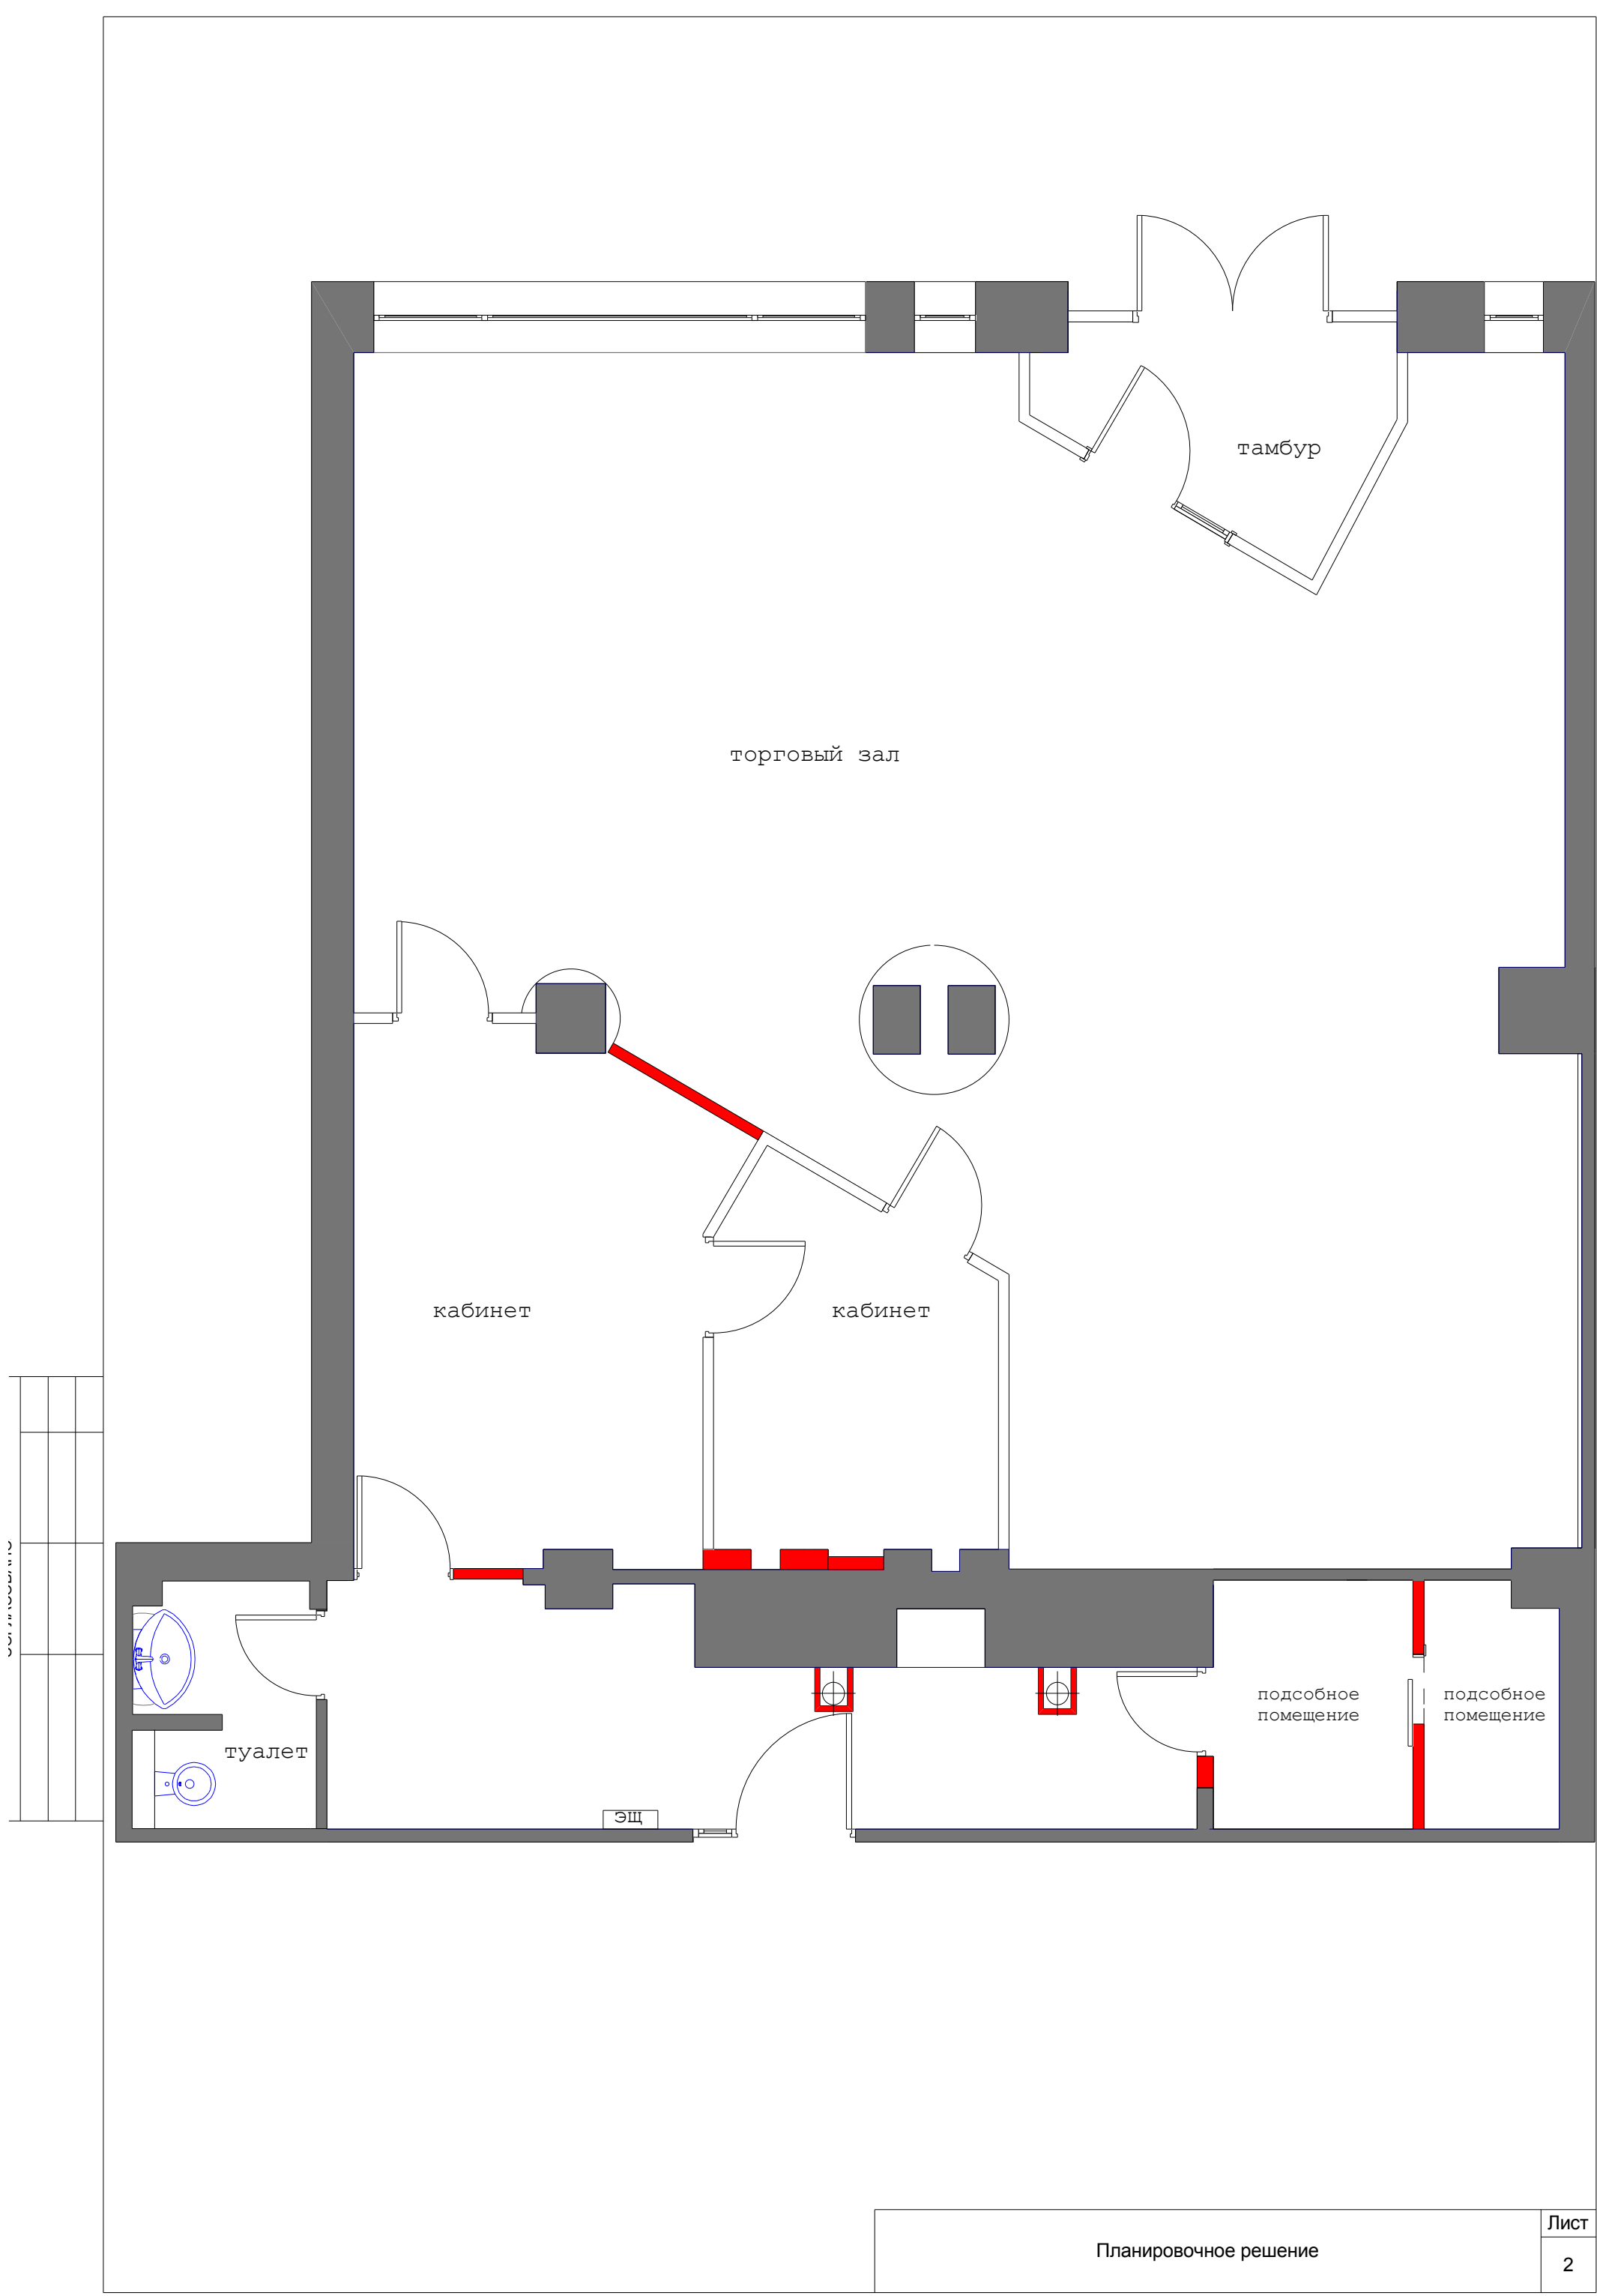 тамбур
торговый зал
кабинет
кабинет
подсобное
помещение
подсобное
помещение
туалет
ЭЩ
Лист
Планировочное решение
2